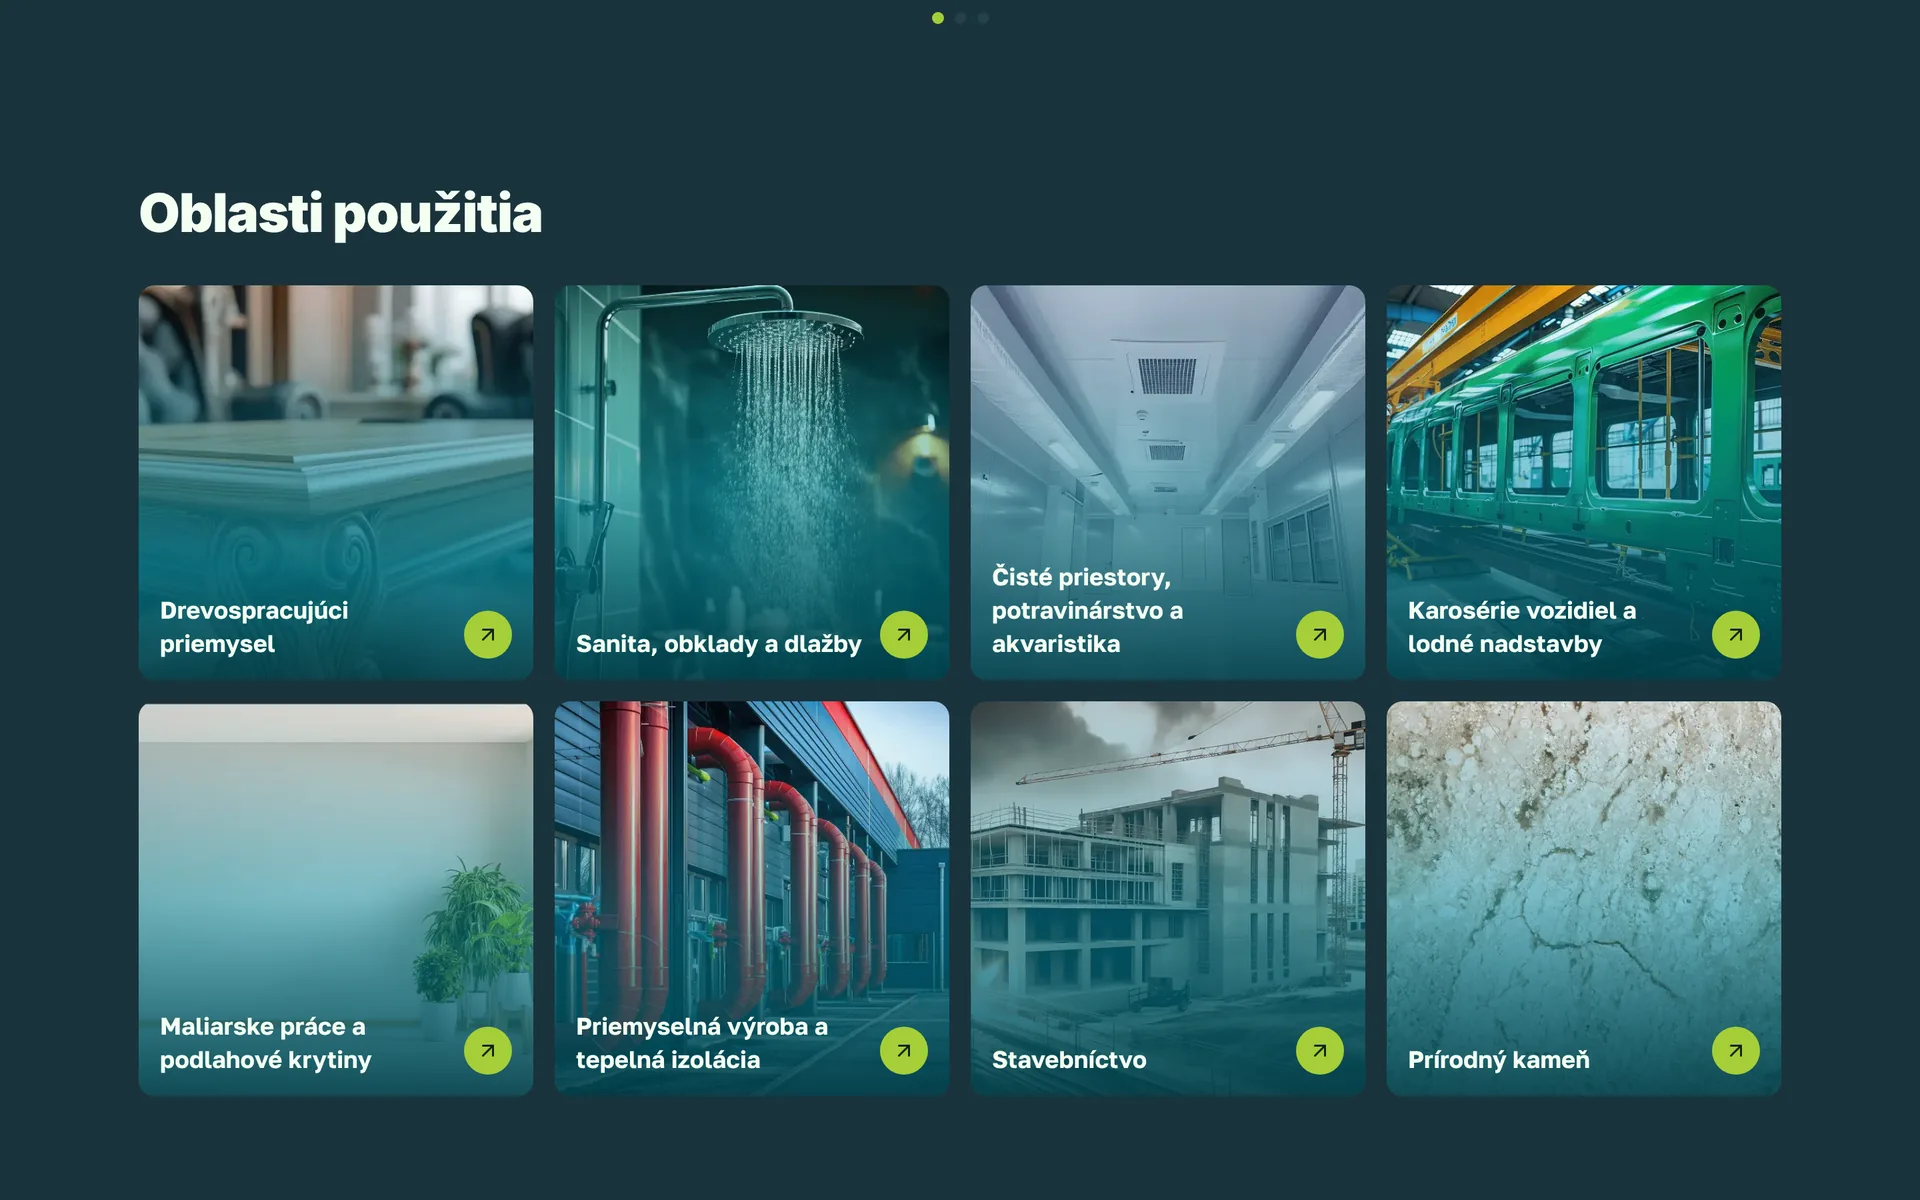 Oblasti použitia
Drevospracujúci
priemysel
Sanita, obklady a dlažby
Čisté priestory,
potravinárstvo a
akvaristika
Karosérie vozidiel a
lodné nadstavby
Maliarske práce a
podlahové krytiny
Priemyselná výroba a
tepelná izolácia
Stavebníctvo
Prírodný kameň